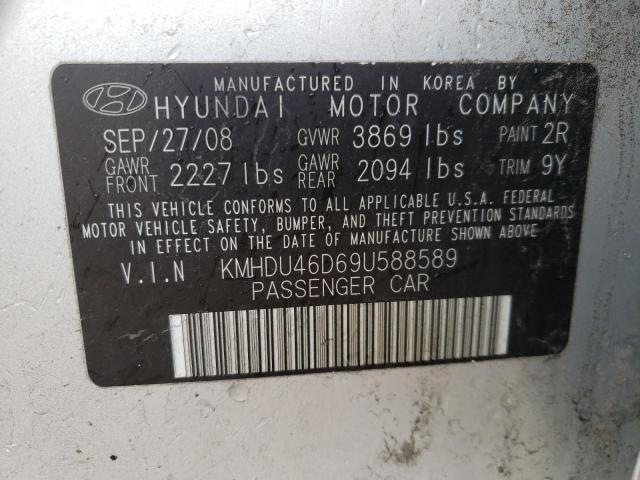 MANUFACTURED IN KOREA BY
HYUNDAI MOTOR COMPANY
SEP/27/08 GVWR 3869 lbs PAINT 2R
GAWR FRONT 2227 lbs GAWR REAR 2094 lbs TRIM 9Y
THIS VEHICLE CONFORMS TO ALL APPLICABLE U.S.A. FEDERAL
MOTOR VEHICLE SAFETY, BUMPER, AND THEFT PREVENTION STANDARDS
IN EFFECT ON THE DATE OF MANUFACTURE SHOWN ABOVE.
V.I.N KMHDU46D69U588589
PASSENGER CAR